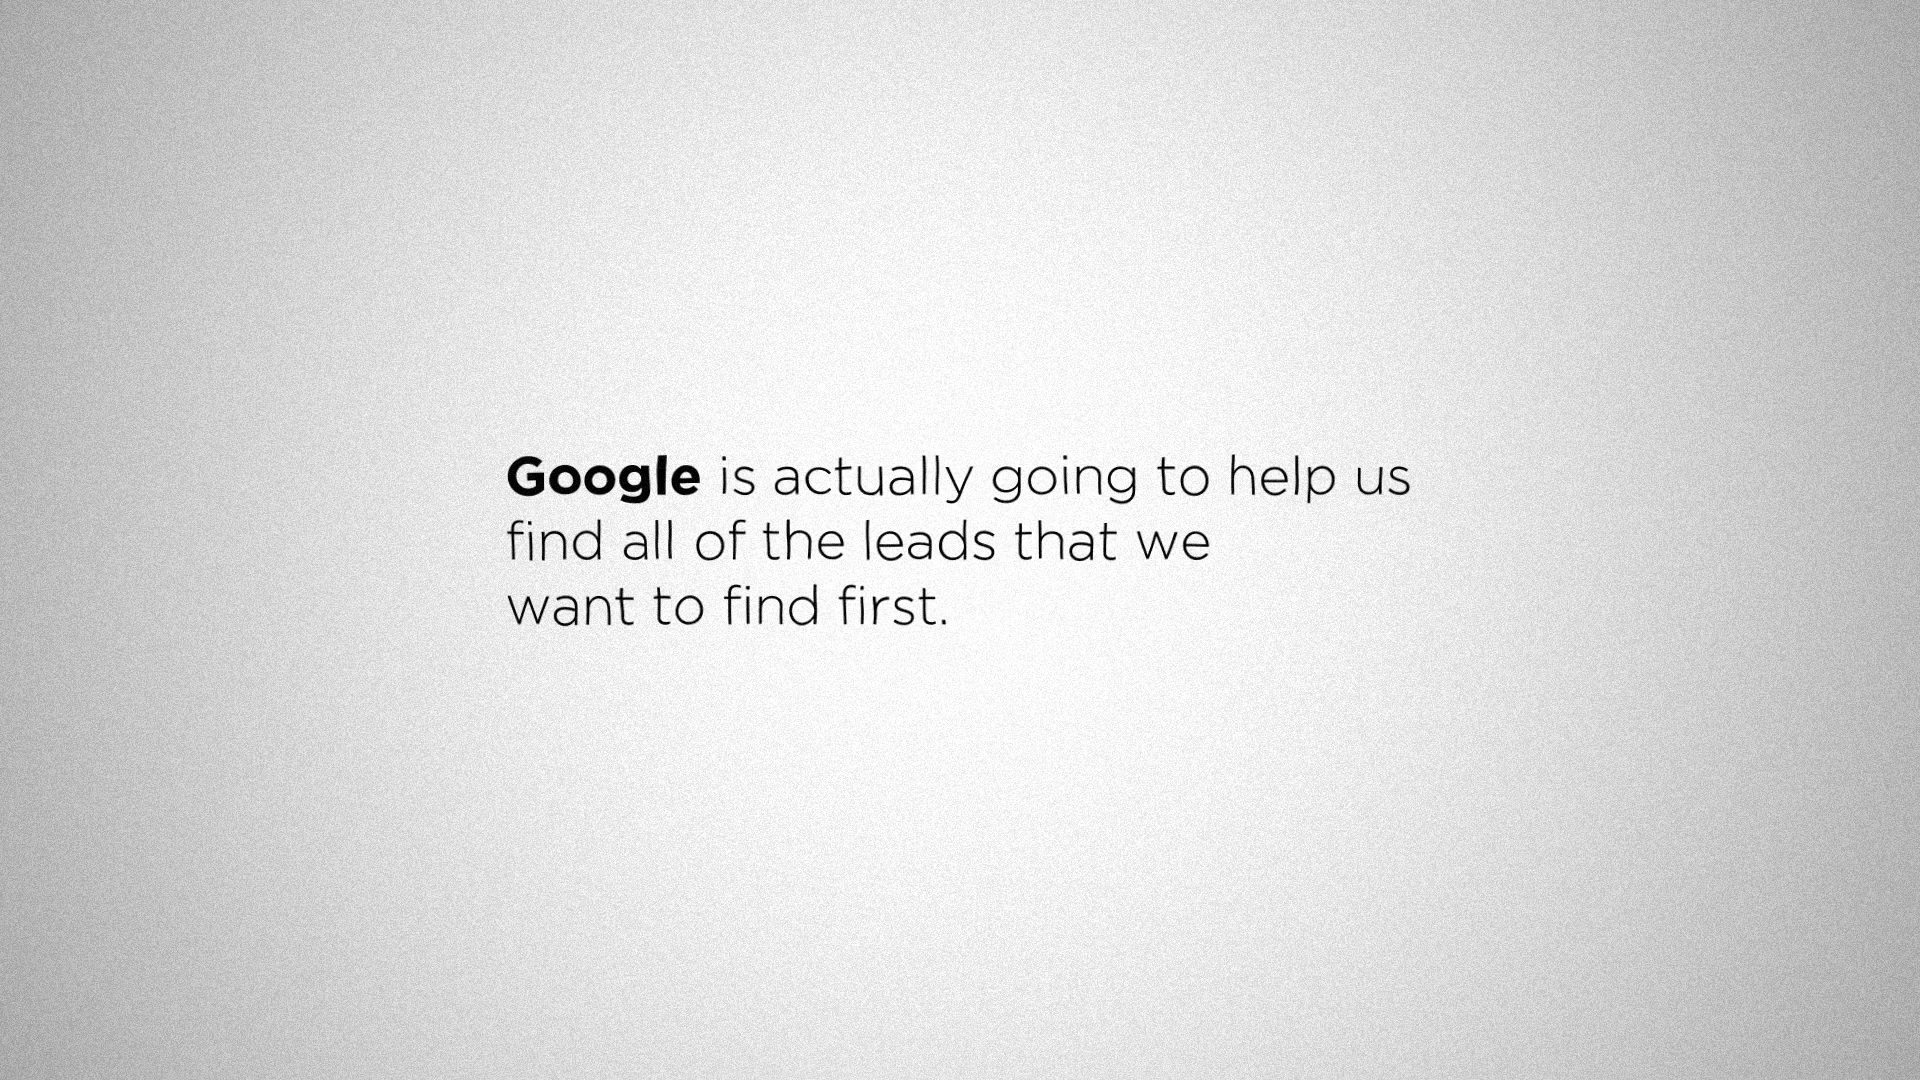 Google is actually going to help us
find all of the leads that we
want to find first.